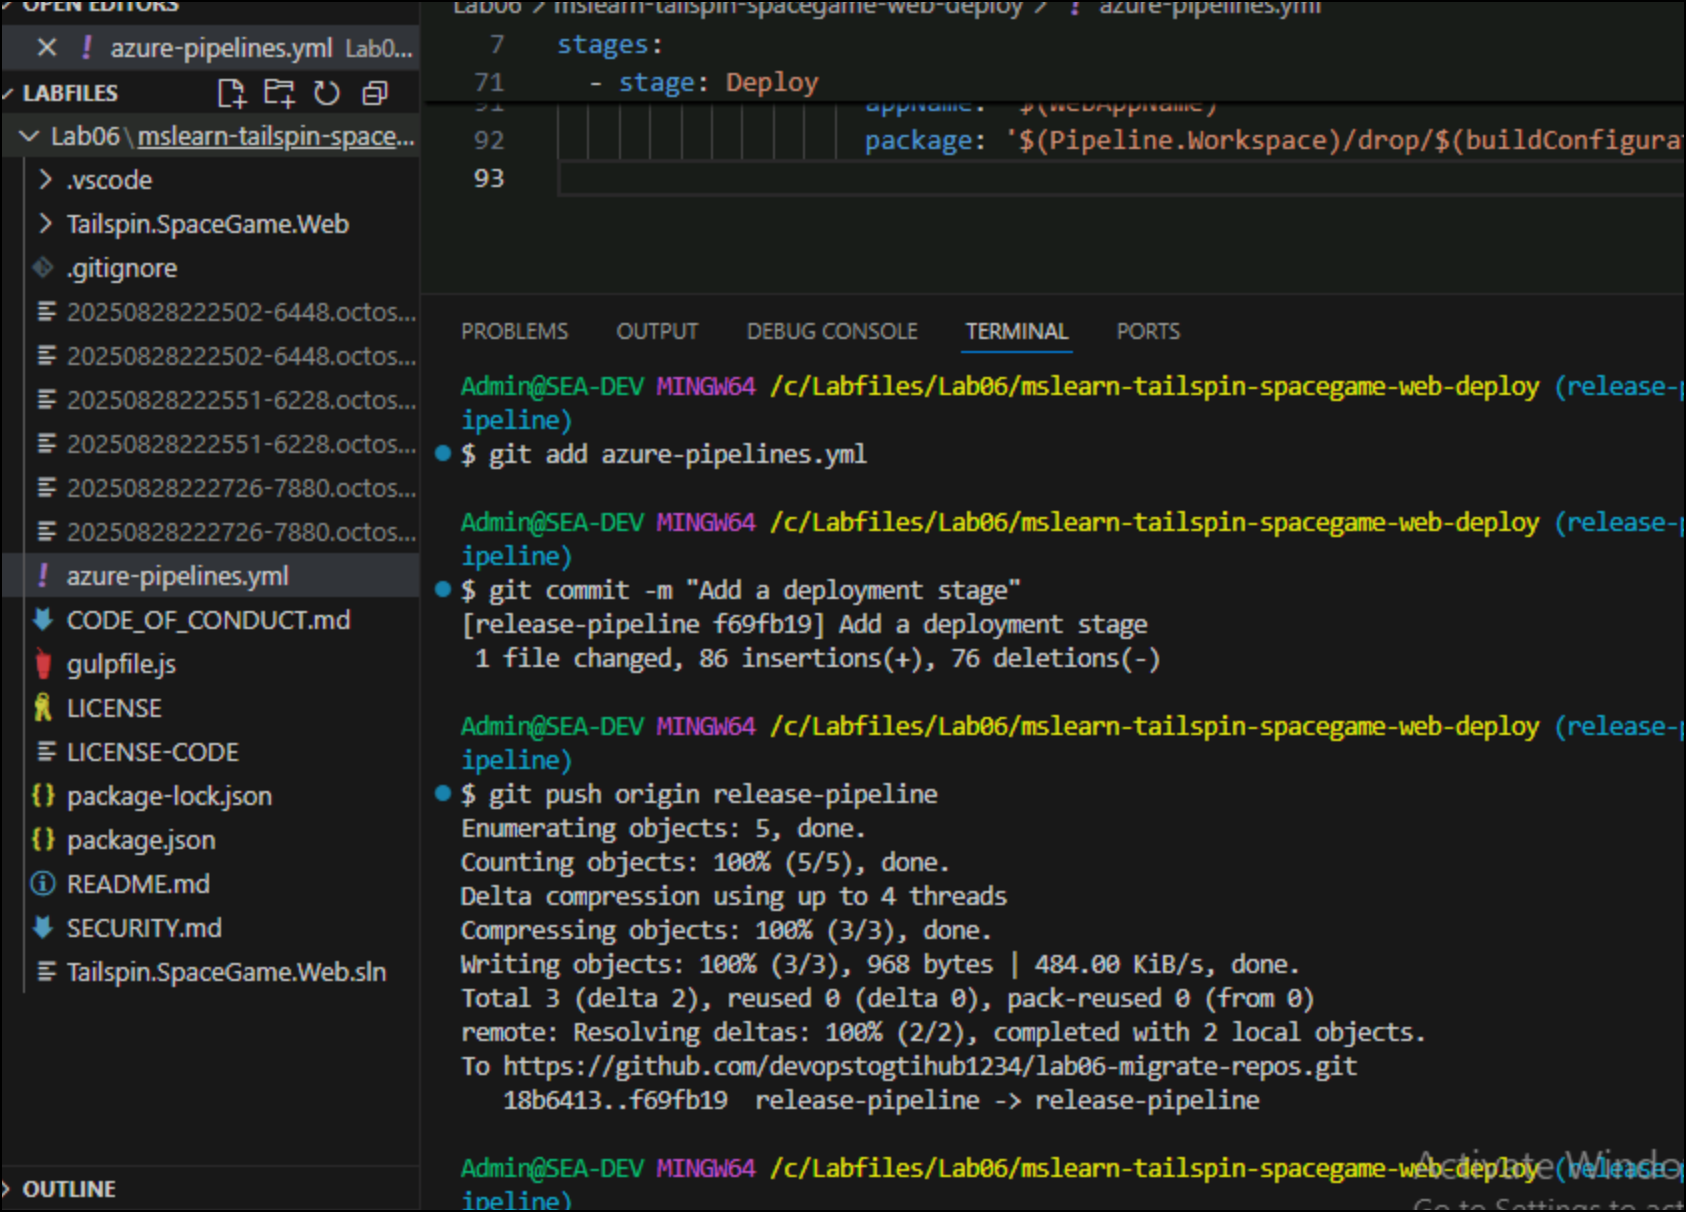 OPEN EDITORS
azure-pipelines.yml Lab0...
LABFILES
Lab06\mslearn-tailspin-space...
.vscode
Tailspin.SpaceGame.Web
.gitignore
20250828222502-6448.octos...
20250828222502-6448.octos...
20250828222551-6228.octos...
20250828222551-6228.octos...
20250828222726-7880.octos...
20250828222726-7880.octos...
azure-pipelines.yml
CODE_OF_CONDUCT.md
gulpfile.js
LICENSE
LICENSE-CODE
package-lock.json
package.json
README.md
SECURITY.md
Tailspin.SpaceGame.Web.sln
OUTLINE
Lab06 > mslearn-tailspin-spacegame-web-deploy > ! azure-pipelines.yml
7 stages:
71 - stage: Deploy
91 appName: '$(WebAppName)'
92 package: '$(Pipeline.Workspace)/drop/$(buildConfigurat
93
PROBLEMS OUTPUT DEBUG CONSOLE TERMINAL PORTS
Admin@SEA-DEV MINGW64 /c/Labfiles/Lab06/mslearn-tailspin-spacegame-web-deploy (release-p
ipeline)
$ git add azure-pipelines.yml
Admin@SEA-DEV MINGW64 /c/Labfiles/Lab06/mslearn-tailspin-spacegame-web-deploy (release-p
ipeline)
$ git commit -m "Add a deployment stage"
[release-pipeline f69fb19] Add a deployment stage
1 file changed, 86 insertions(+), 76 deletions(-)
Admin@SEA-DEV MINGW64 /c/Labfiles/Lab06/mslearn-tailspin-spacegame-web-deploy (release-p
ipeline)
$ git push origin release-pipeline
Enumerating objects: 5, done.
Counting objects: 100% (5/5), done.
Delta compression using up to 4 threads
Compressing objects: 100% (3/3), done.
Writing objects: 100% (3/3), 968 bytes | 484.00 KiB/s, done.
Total 3 (delta 2), reused 0 (delta 0), pack-reused 0 (from 0)
remote: Resolving deltas: 100% (2/2), completed with 2 local objects.
To https://github.com/devopstogtihub1234/lab06-migrate-repos.git
18b6413..f69fb19 release-pipeline -> release-pipeline
Admin@SEA-DEV MINGW64 /c/Labfiles/Lab06/mslearn-tailspin-spacegame-web-deploy (release-p
ipeline)
Activate Windo
Go to Settings to act